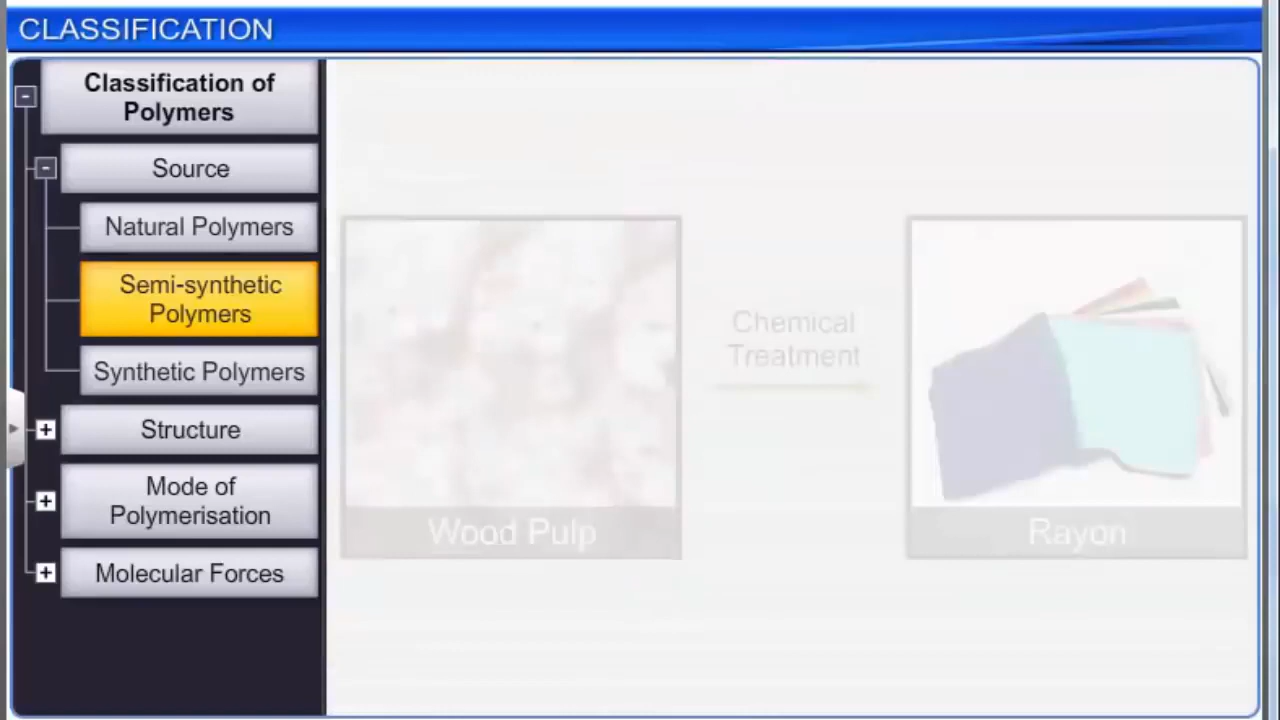 CLASSIFICATION
Classification of
Polymers
Source
Natural Polymers
Semi-synthetic
Polymers
Synthetic Polymers
Structure
Mode of
Polymerisation
Molecular Forces
Chemical
Treatment
Wood Pulp
Rayon